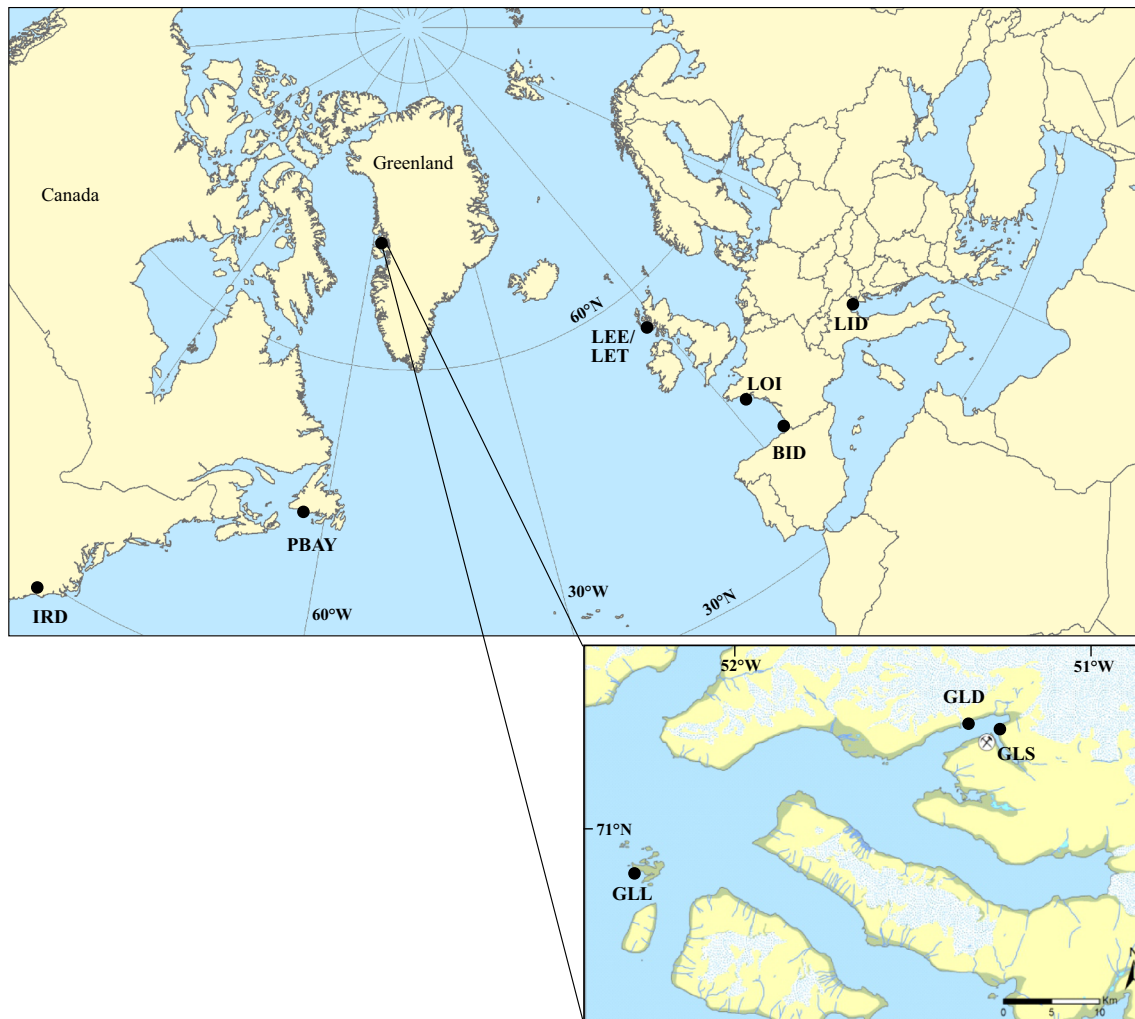 Greenland
Canada
60°N
LEE/
LET
LID
LOI
BID
PBAY
IRD
60°W
30°W
30°N
52°W
51°W
GLD
GLS
71°N
GLL
N
0 5 10 Km